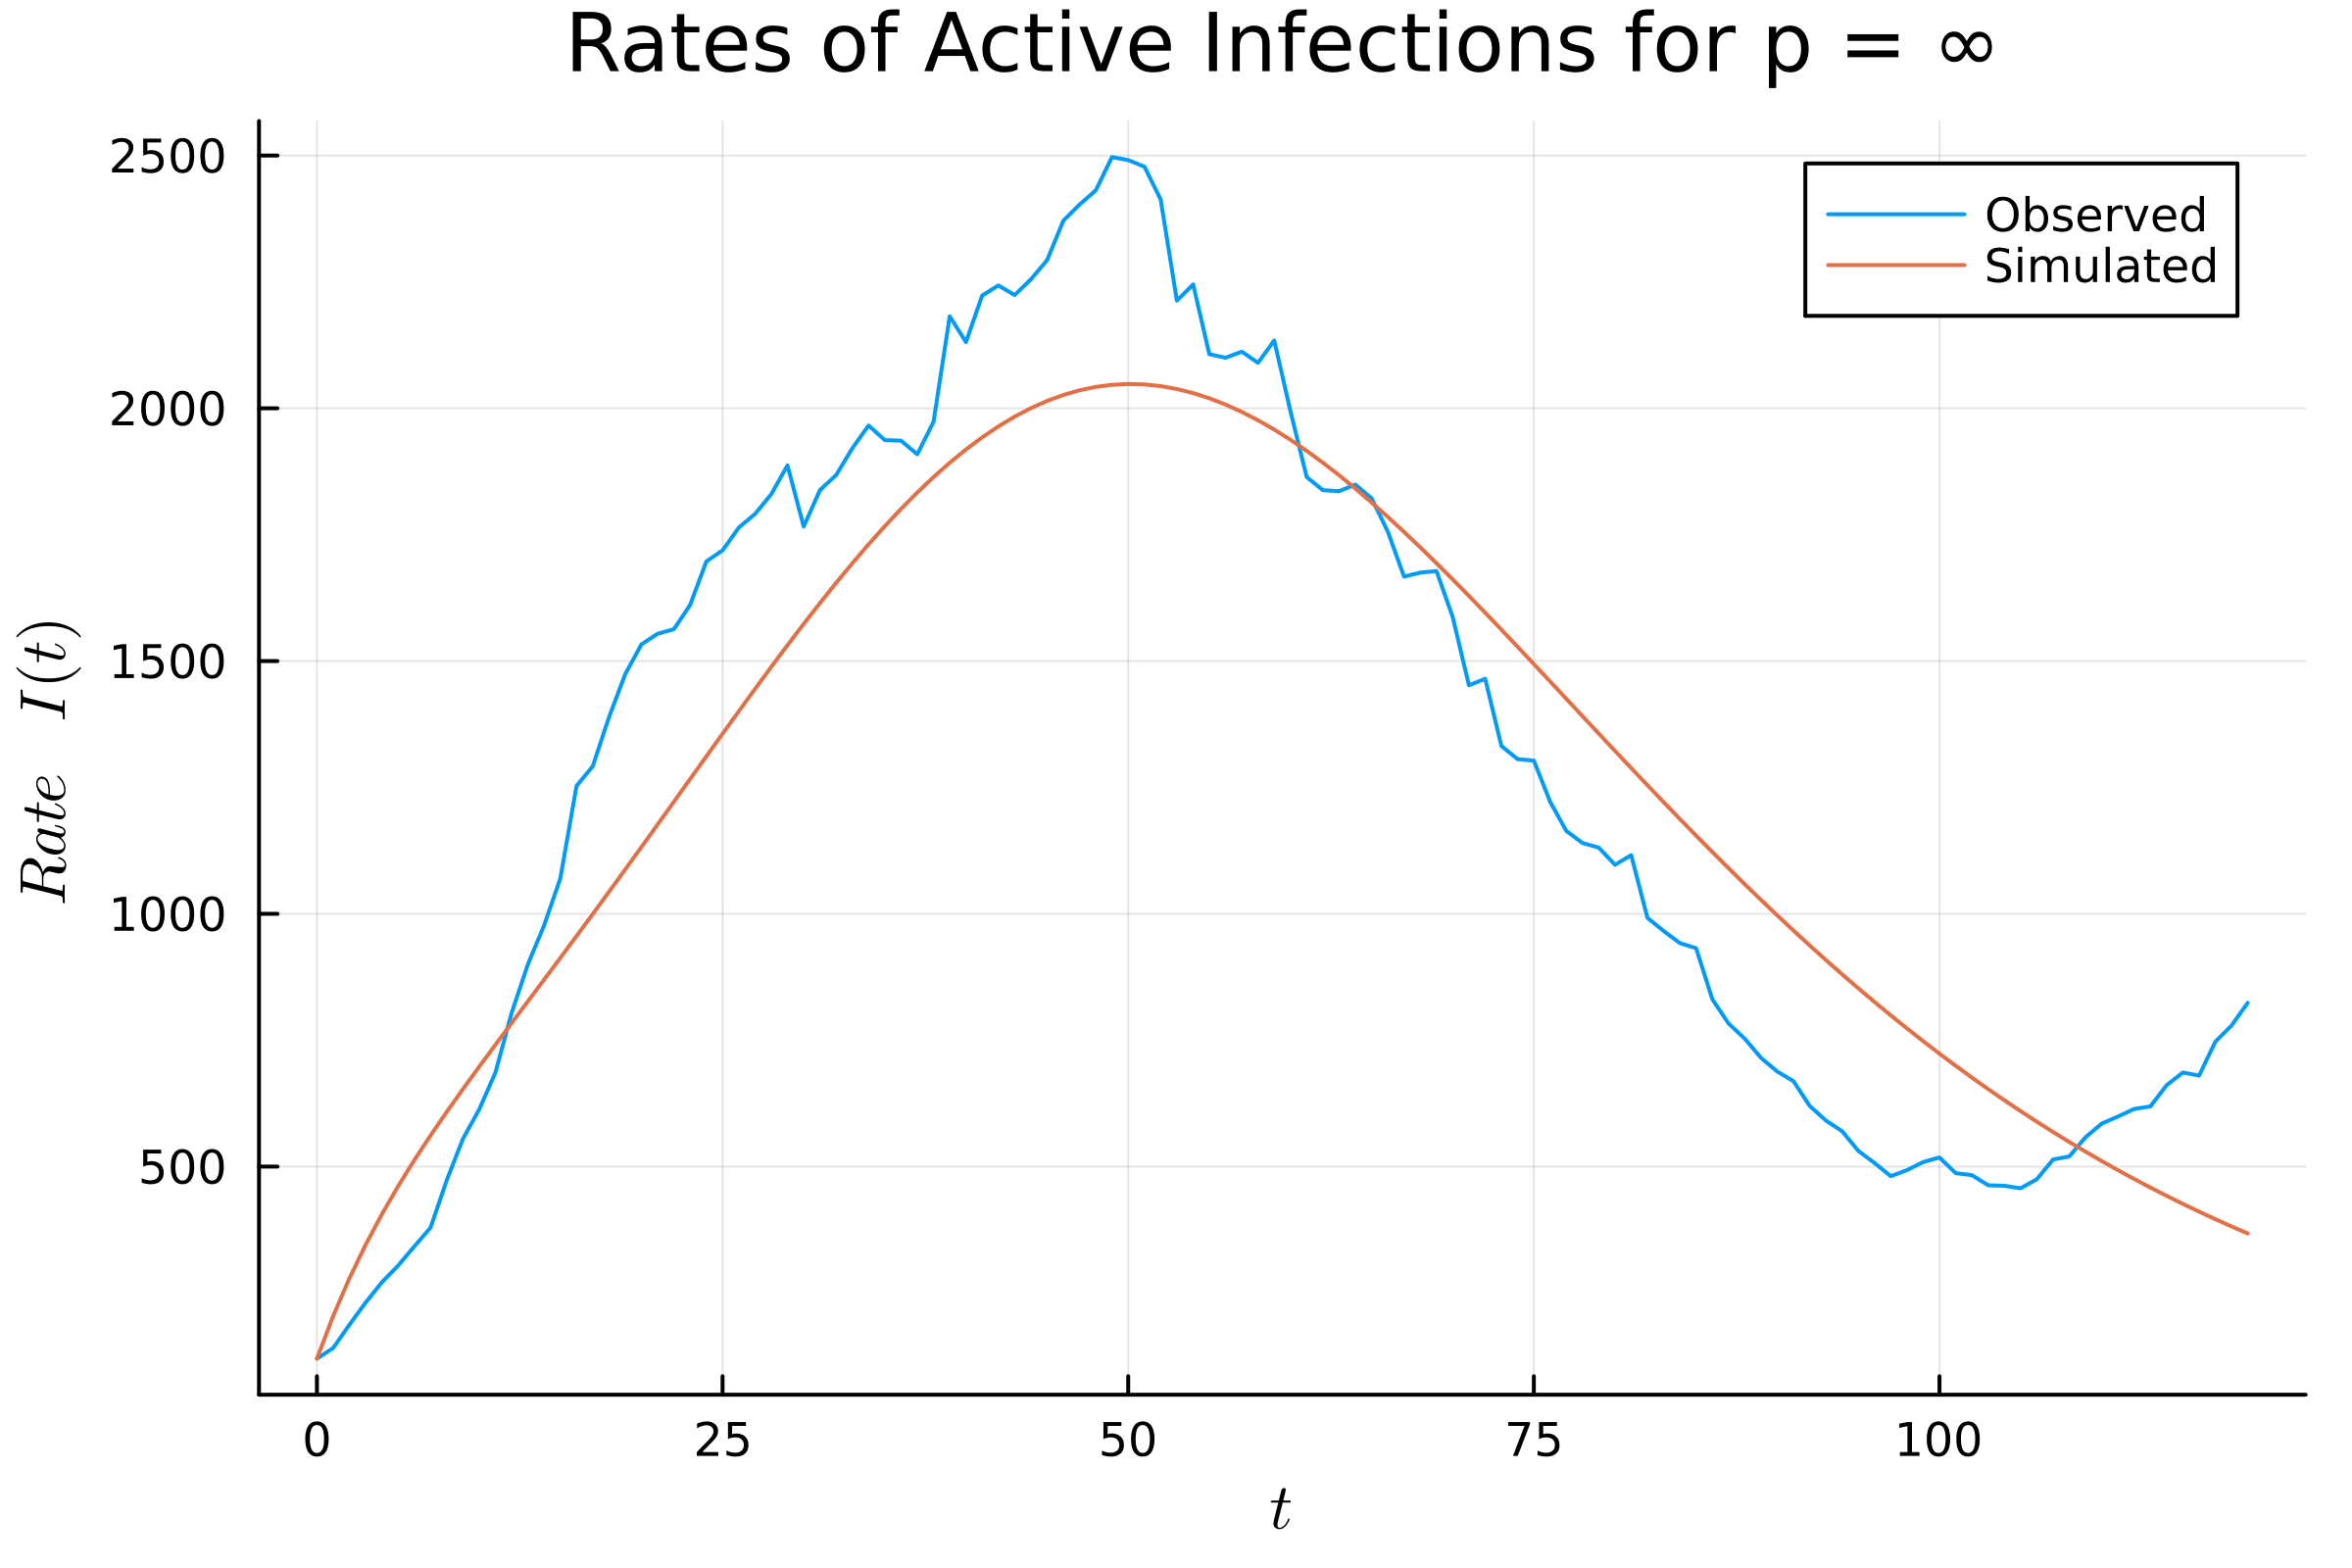 Rates of Active Infections for p = ∞
2500
2000
1500
1000
500
Rate I(t)
Observed
Simulated
0 25 50 75 100
t